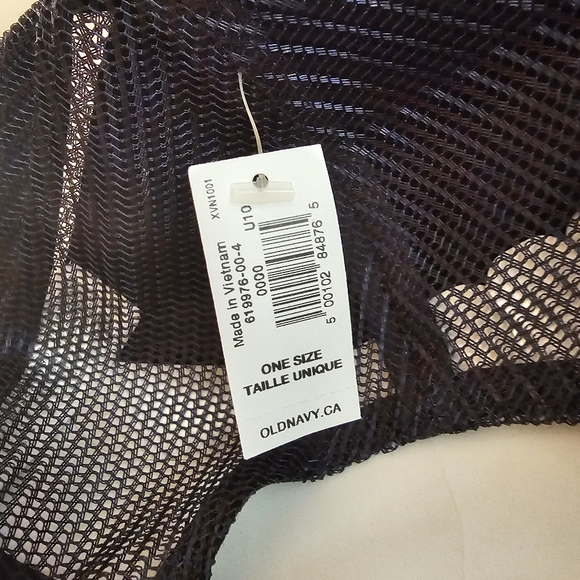 XVN1001
Made in Vietnam
619976-00-4 U10
0000
5 00102 84876 5
ONE SIZE
TAILLE UNIQUE
OLDNAVY.CA